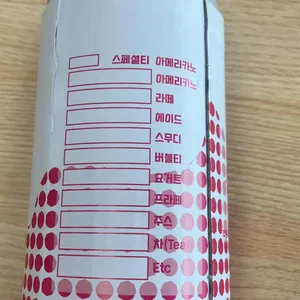 스페셜티 아메리카노
아메리카노
라떼
에이드
스무디
버블티
요거트
프라페
주스
차(Tea)
Etc